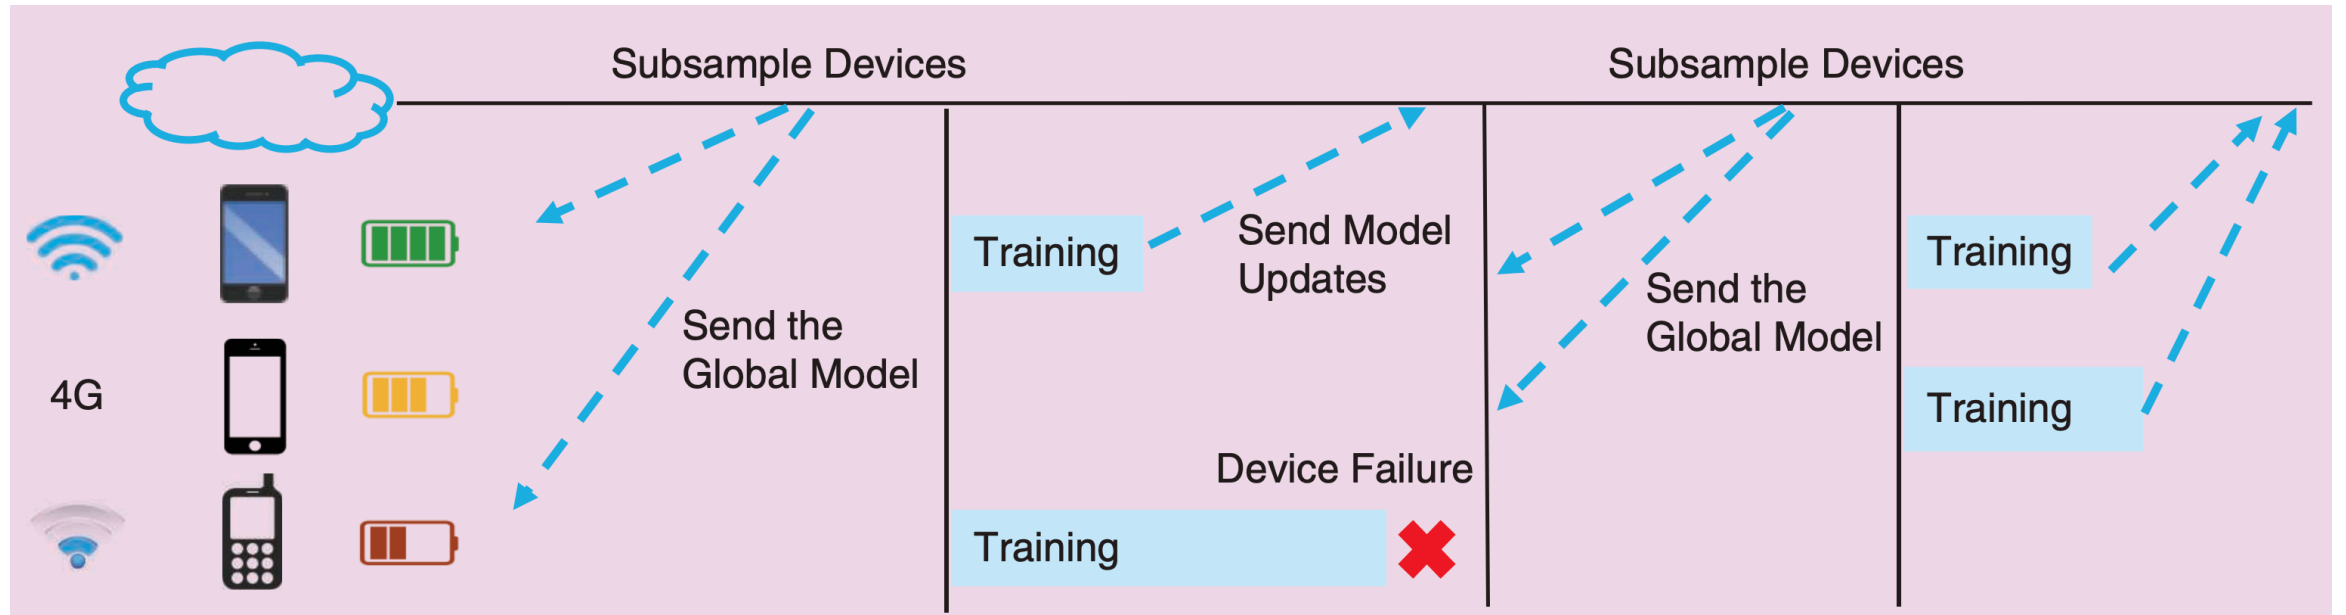 Subsample Devices
Subsample Devices
Training
Send Model
Updates
Send the
Global Model
Training
Send the
Global Model
4G
Training
Device Failure
Training